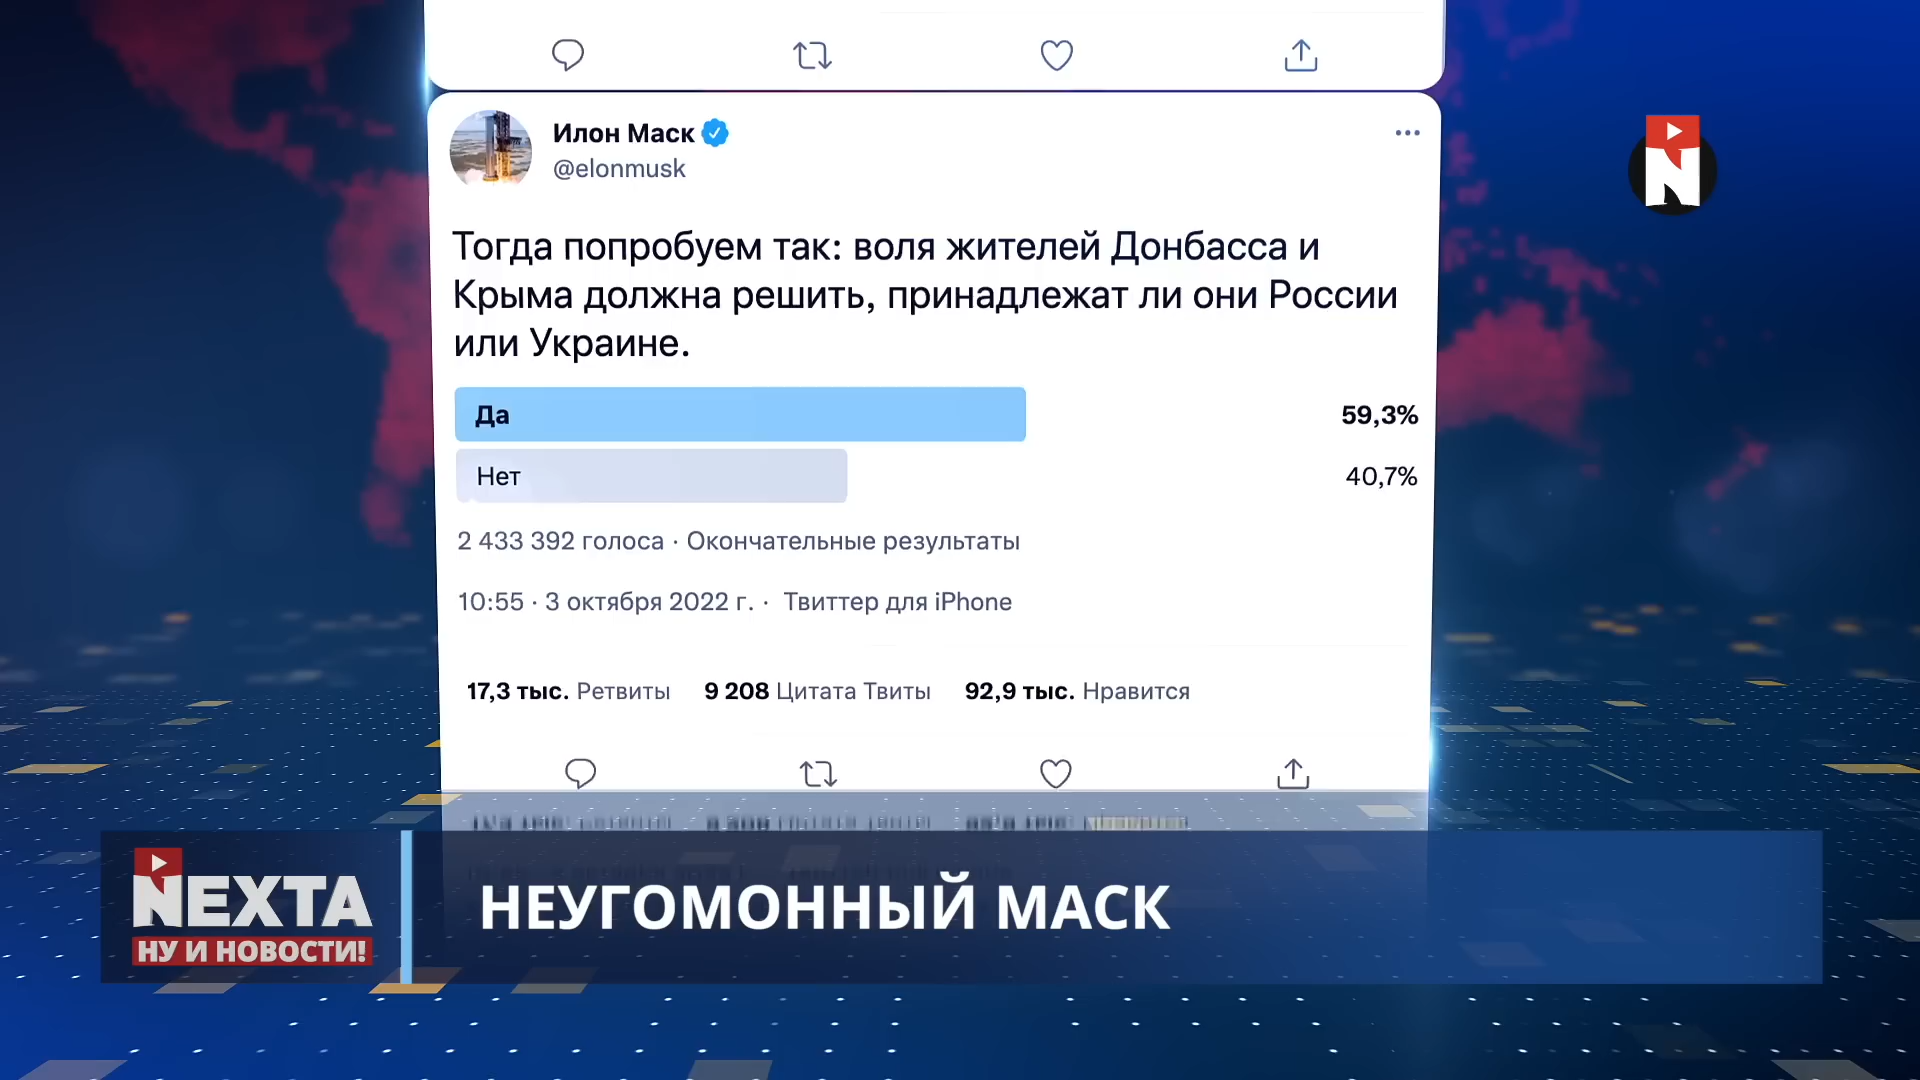 Илон Маск
@elonmusk
Тогда попробуем так: воля жителей Донбасса и
Крыма должна решить, принадлежат ли они России
или Украине.
Да 59,3%
Нет 40,7%
2 433 392 голоса · Окончательные результаты
10:55 · 3 октября 2022 г. · Твиттер для iPhone
17,3 тыс. Ретвиты 9 208 Цитата Твиты 92,9 тыс. Нравится
N
NEXTA
НУ И НОВОСТИ!
НЕУГОМОННЫЙ МАСК